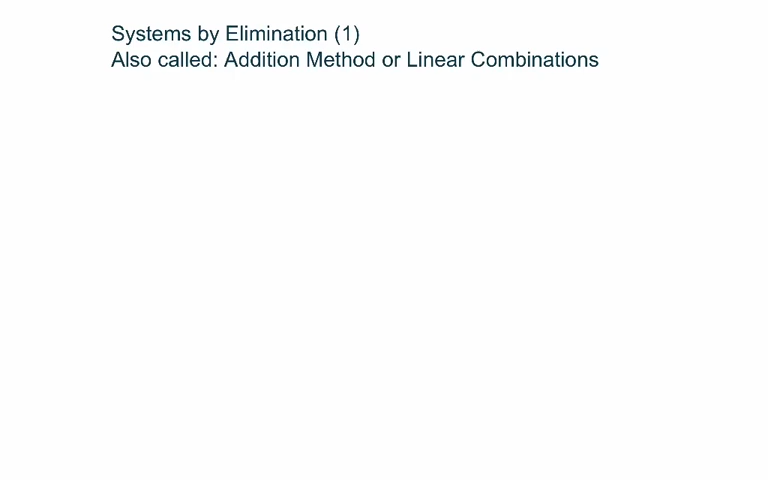 Systems by Elimination (1)
Also called: Addition Method or Linear Combinations